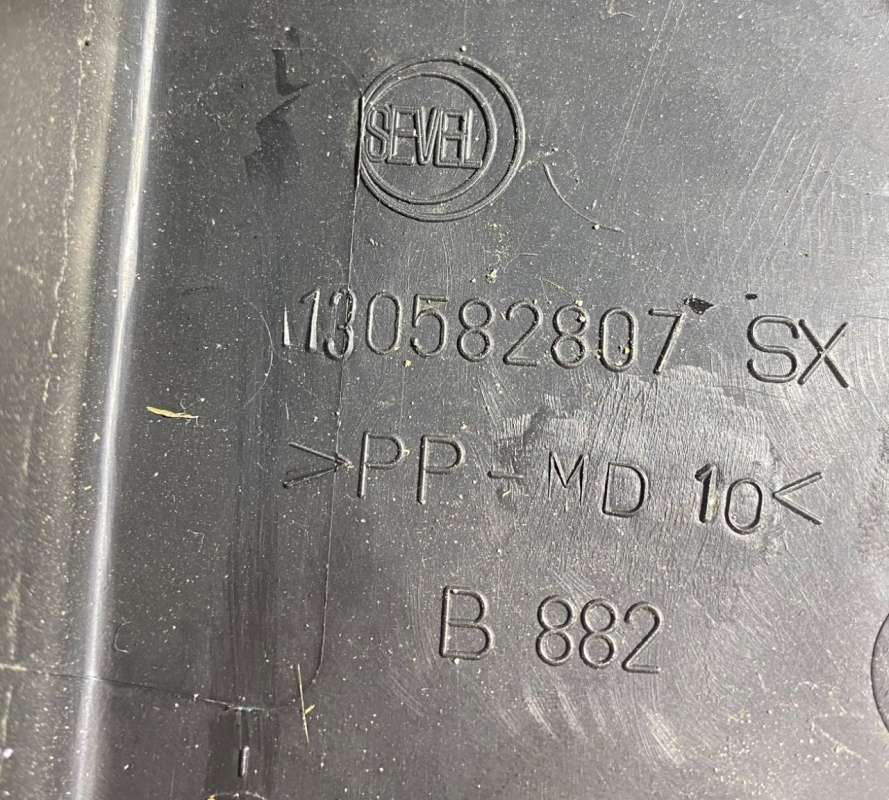 SEVEL
130582807 SX
>PP-MD 10<
B 882